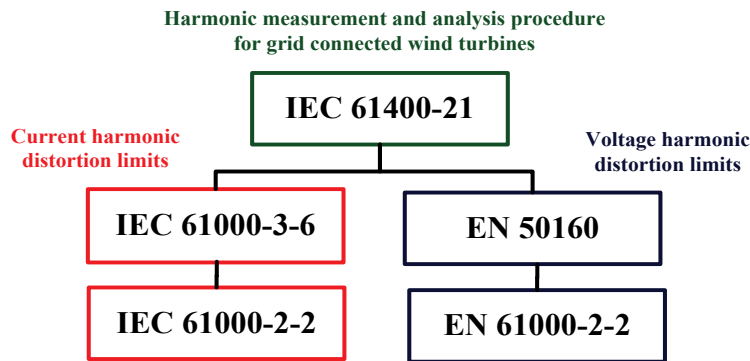 Harmonic measurement and analysis procedure
for grid connected wind turbines
IEC 61400-21
Current harmonic
distortion limits
Voltage harmonic
distortion limits
IEC 61000-3-6
EN 50160
IEC 61000-2-2
EN 61000-2-2